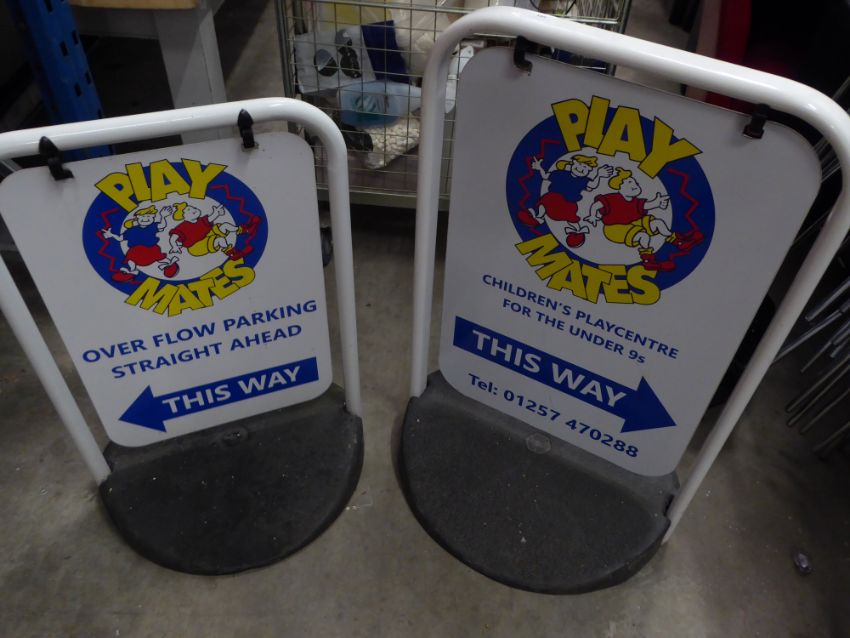 PLAY
MATES
OVER FLOW PARKING
STRAIGHT AHEAD
THIS WAY
PLAY
MATES
CHILDREN'S PLAYCENTRE
FOR THE UNDER 9s
THIS WAY
Tel: 01257 470288